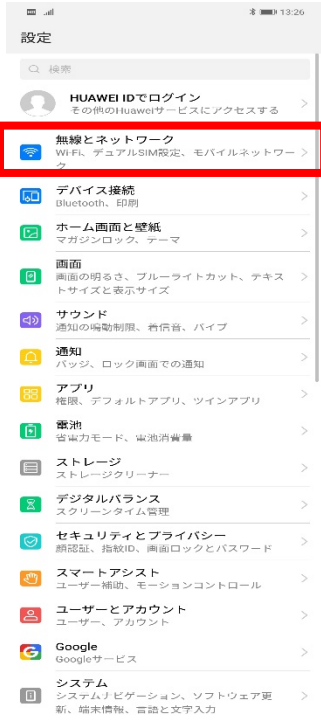 13:26
設定
検索
HUAWEI IDでログイン
その他のHuaweiサービスにアクセスする
無線とネットワーク
Wi-Fi、デュアルSIM設定、モバイルネットワー
ク
デバイス接続
Bluetooth、印刷
ホーム画面と壁紙
マガジンロック、テーマ
画面
画面の明るさ、ブルーライトカット、テキス
トサイズと表示サイズ
サウンド
通知の鳴動制限、着信音、バイブ
通知
バッジ、ロック画面での通知
アプリ
権限、デフォルトアプリ、ツインアプリ
電池
省電力モード、電池消費量
ストレージ
ストレージクリーナー
デジタルバランス
スクリーンタイム管理
セキュリティとプライバシー
顔認証、指紋ID、画面ロックとパスワード
スマートアシスト
ユーザー補助、モーションコントロール
ユーザーとアカウント
ユーザー、アカウント
Google
Googleサービス
システム
システムナビゲーション、ソフトウェア更
新、端末情報、言語と文字入力